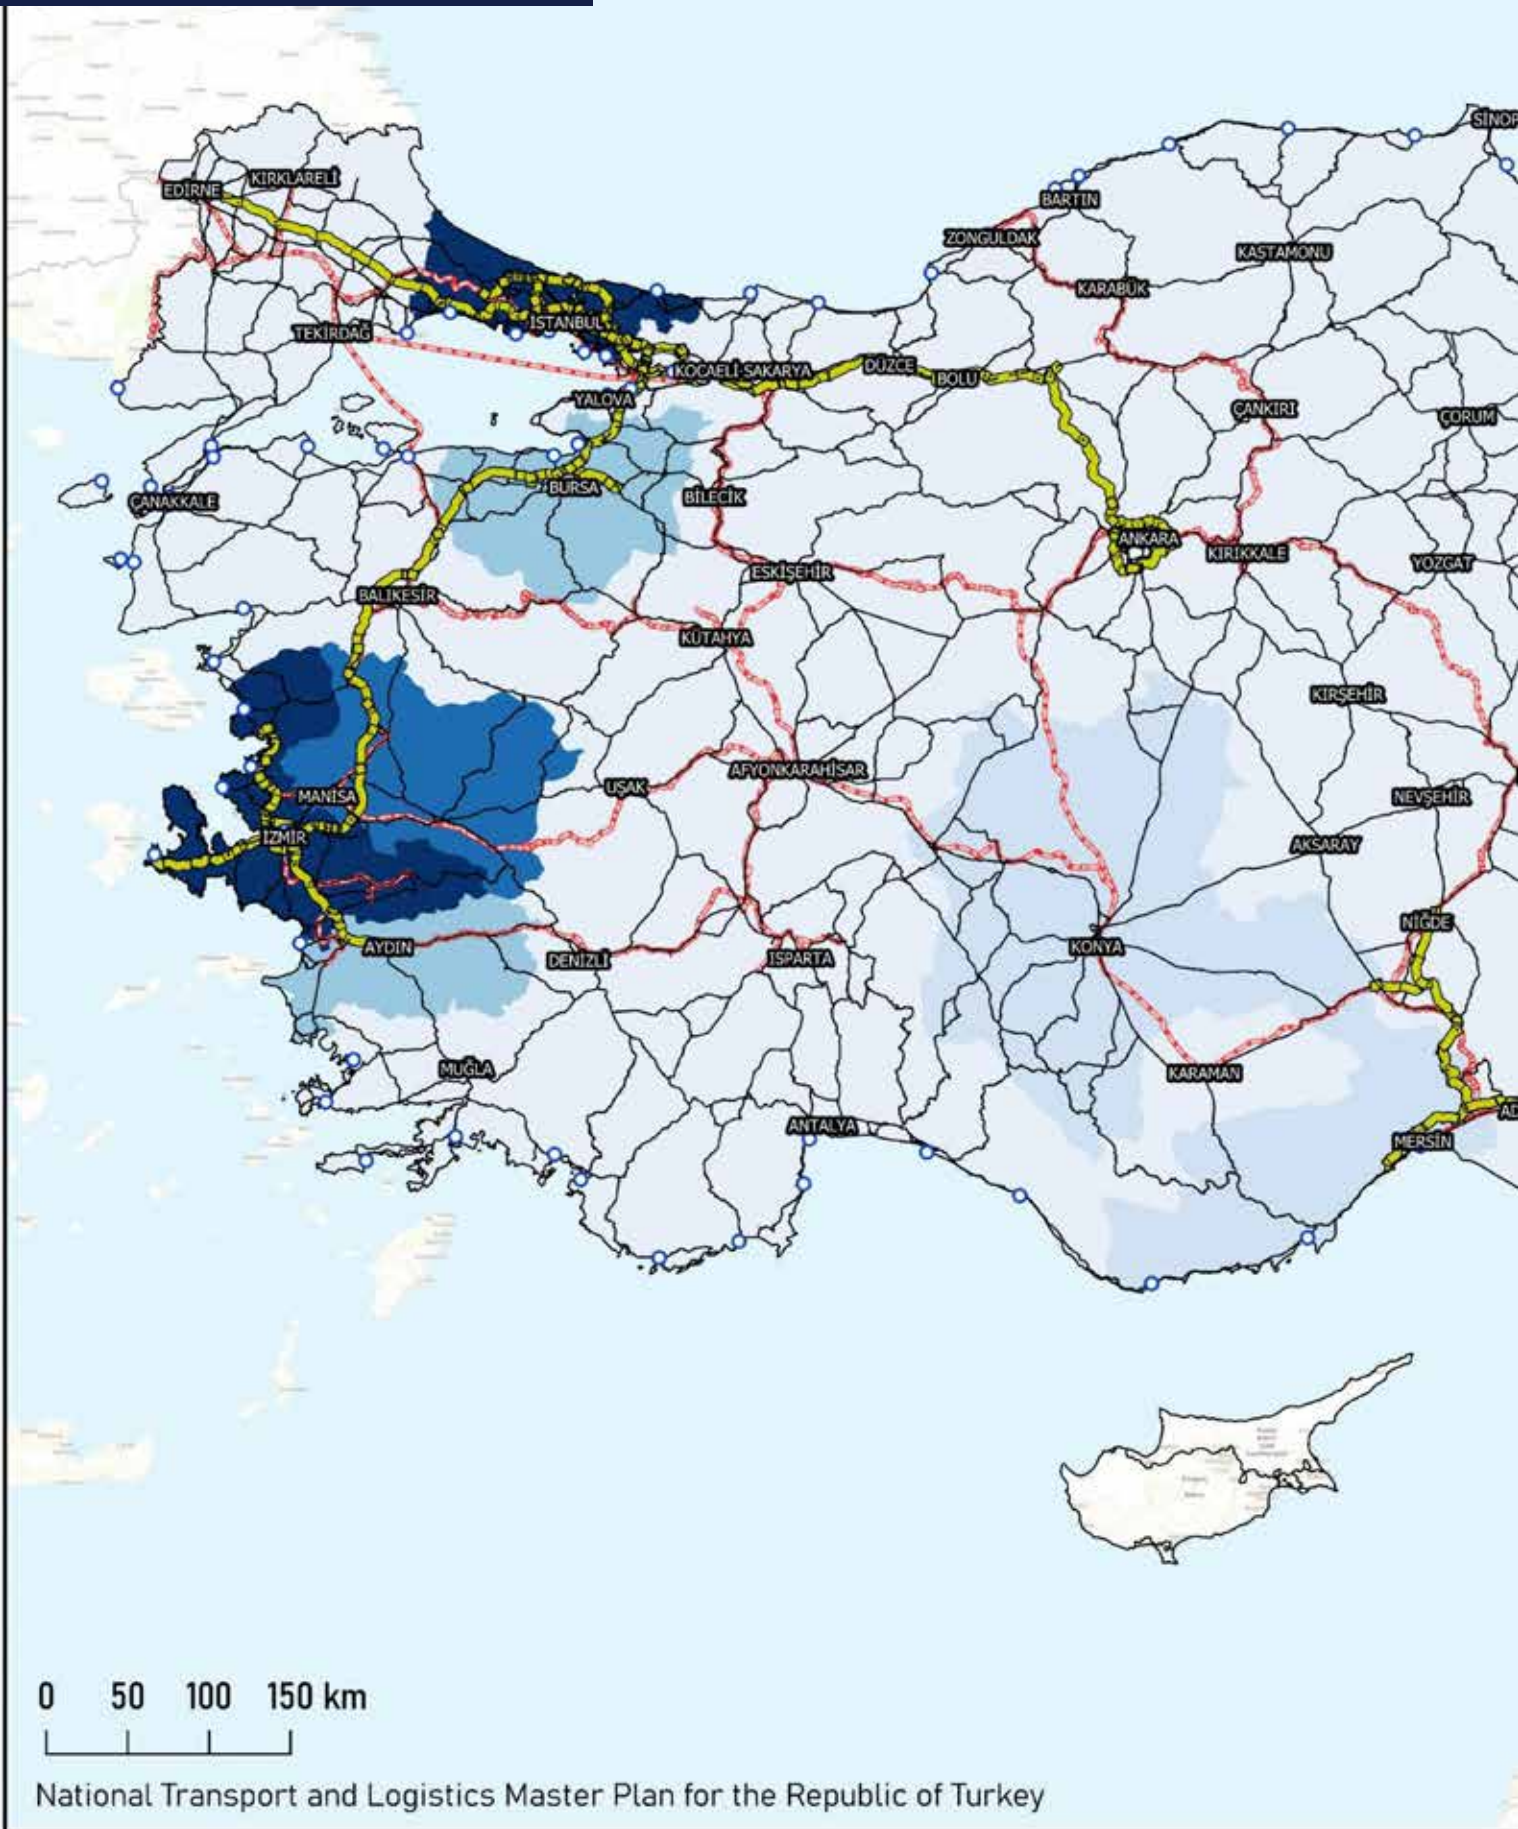 SİNOP
KIRKLARELİ
EDİRNE
BARTIN
ZONGULDAK
KASTAMONU
KARABÜK
İSTANBUL
TEKİRDAĞ
KOCAELİ SAKARYA
DÜZCE
BOLU
YALOVA
ÇANKIRI
ÇORUM
BURSA
BİLECİK
ÇANAKKALE
ANKARA
KIRIKKALE
YOZGAT
ESKİŞEHİR
BALIKESİR
KÜTAHYA
KIRŞEHİR
AFYONKARAHİSAR
UŞAK
MANİSA
NEVŞEHİR
İZMİR
AKSARAY
NİĞDE
AYDIN
DENİZLİ
ISPARTA
KONYA
MUĞLA
KARAMAN
AD
ANTALYA
MERSİN
0 50 100 150 km
National Transport and Logistics Master Plan for the Republic of Turkey